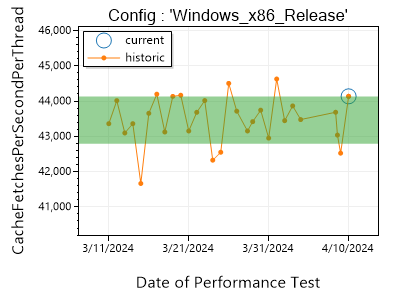 Config : 'Windows_x86_Release'
CacheFetchesPerSecondPerThread
46,000
45,000
44,000
43,000
42,000
41,000
current
historic
3/11/2024
3/21/2024
3/31/2024
4/10/2024
Date of Performance Test